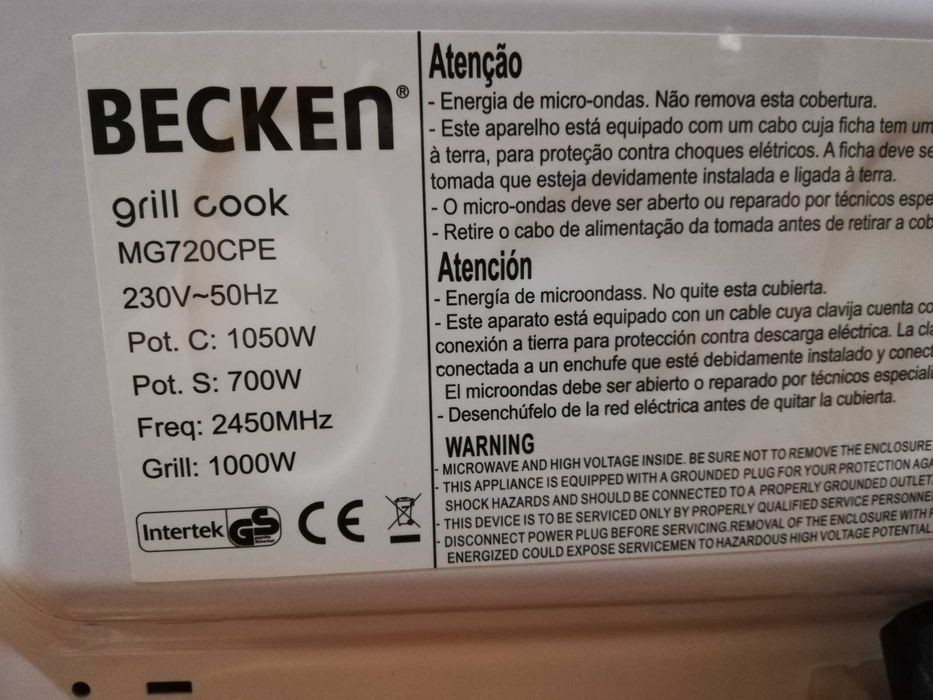 BECKEN®
grill cook
MG720CPE
230V~50Hz
Pot. C: 1050W
Pot. S: 700W
Freq: 2450MHz
Grill: 1000W
Intertek GS
CE
Atenção
- Energia de micro-ondas. Não remova esta cobertura.
- Este aparelho está equipado com um cabo cuja ficha tem um
à terra, para proteção contra choques elétricos. A ficha deve se
tomada que esteja devidamente instalada e ligada à terra.
- O micro-ondas deve ser aberto ou reparado por técnicos espe
- Retire o cabo de alimentação da tomada antes de retirar a cob
Atención
- Energía de microondass. No quite esta cubierta.
- Este aparato está equipado con un cable cuya clavija cuenta co
conexión a tierra para protección contra descarga eléctrica. La cla
conectada a un enchufe que esté debidamente instalado y conect
El microondas debe ser abierto o reparado por técnicos especiali
- Desenchúfelo de la red eléctrica antes de quitar la cubierta.
WARNING
- MICROWAVE AND HIGH VOLTAGE INSIDE. BE SURE NOT TO REMOVE THE ENCLOSURE
- THIS APPLIANCE IS EQUIPPED WITH A GROUNDED PLUG FOR YOUR PROTECTION AGA
SHOCK HAZARDS AND SHOULD BE CONNECTED TO A PROPERLY GROUNDED OUTLET.
- THIS DEVICE IS TO BE SERVICED ONLY BY PROPERLY QUALIFIED SERVICE PERSONNE
- DISCONNECT POWER PLUG BEFORE SERVICING.REMOVAL OF THE ENCLOSURE WITH
ENERGIZED COULD EXPOSE SERVICEMEN TO HAZARDOUS HIGH VOLTAGE POTENTIAL.